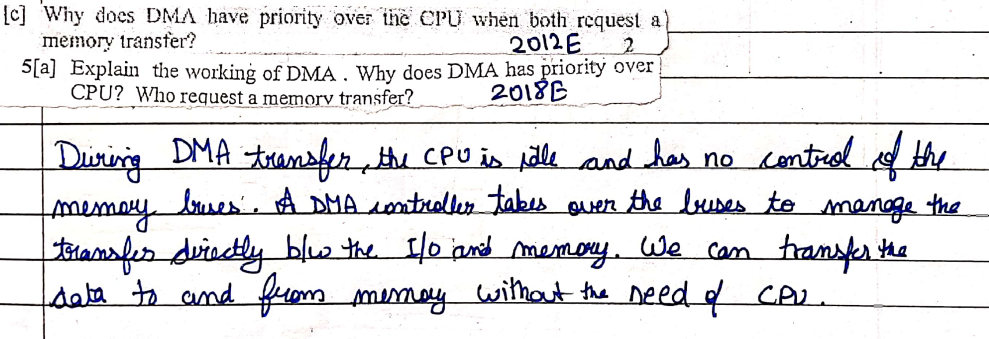 [c] Why does DMA have priority over the CPU when both request a
memory transfer? 2012E 2
5[a] Explain the working of DMA . Why does DMA has priority over
CPU? Who request a memory transfer? 2018E
During DMA transfer, the CPU is idle and has no control of the
memory buses. A DMA controller takes over the buses to manage the
transfer directly b/w the I/o and memory. We can transfer the
data to and from memory without the need of CPU.